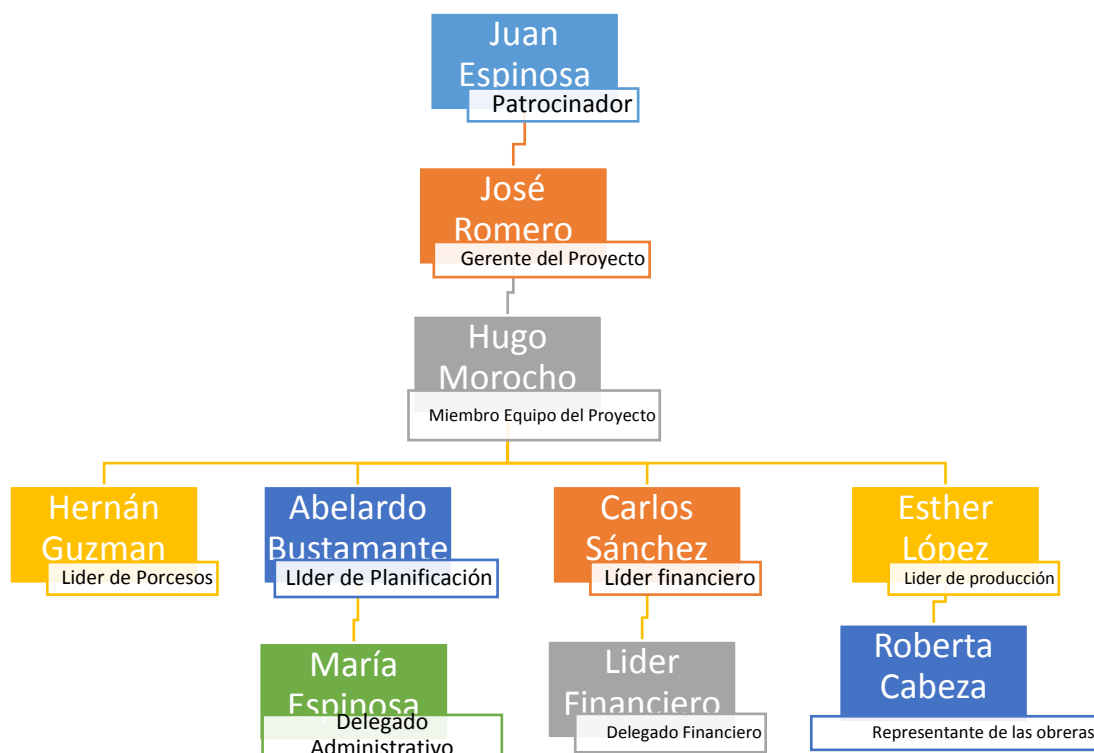 Juan
Espinosa
Patrocinador
José
Romero
Gerente del Proyecto
Hugo
Morocho
Miembro Equipo del Proyecto
Hernán
Guzman
Lider de Porcesos
Abelardo
Bustamante
LIder de Planificación
Carlos
Sánchez
Líder financiero
Esther
López
Lider de producción
María
Espinosa
Delegado
Administrativo
Lider
Financiero
Delegado Financiero
Roberta
Cabeza
Representante de las obreras